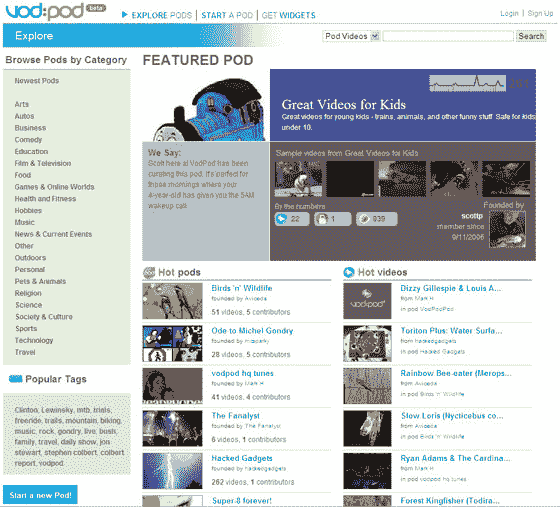 vod:pod beta
EXPLORE PODS | START A POD | GET WIDGETS
Login | Sign Up
Explore
Pod Videos
Search
Browse Pods by Category
Newest Pods
Arts
Autos
Business
Comedy
Education
Film & Television
Food
Games & Online Worlds
Health and Fitness
Hobbies
Music
News & Current Events
Other
Outdoors
Personal
Pets & Animals
Religion
Science
Society & Culture
Sports
Technology
Travel
Popular Tags
Clinton, Lewinsky, mtb, trials,
freeride, trails, mountain, biking,
music, rock, gondry, live, bush,
family, travel, daily show, jon
stewart, stephen colbert, colbert
report, vodpod
Start a new Pod!
FEATURED POD
Great Videos for Kids
Great videos for young kids - trains, animals, and other funny stuff. Safe for kids
under 10.
We Say:
Scott here at VodPod has been
curating this pod. It's perfect for
those mornings where your
4-year-old has given you the 5AM
wakeup call.
Sample videos from Great Videos for Kids
By the numbers
22
1
939
Founded by
scottp
member since
9/11/2006
Hot pods
Birds 'n' Wildlife
founded by Avioeda
51 videos, 5 contributors
Ode to Michel Gondry
28 videos, 5 contributors
vodpod hq tunes
founded by Mark H
41 videos, 4 contributors
The Fanalyst
founded by The Fanalyst
6 videos, 1 contributors
Hacked Gadgets
founded by hackedgadgets
262 videos, 1 contributors
Super-8 forever!
Hot videos
Dizzy Gillespie & Louis A...
from Mark H
in pod VodPodPod
Toriton Plus: Water Surfa...
from hackedgadgets
in pod Hacked Gadgets
Rainbow Bee-eater (Merops...
from Avioeda
in pod Birds 'n' Wildlife
Slow Loris (Nycticebus co...
from Avioeda
in pod Birds 'n' Wildlife
Ryan Adams & The Cardina...
from Mark H
in pod vodpod hq tunes
Forest Kingfisher (Todira...